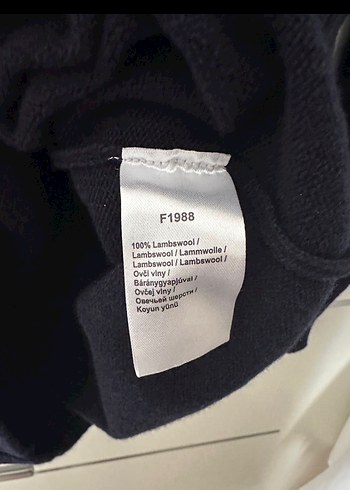 F1988
100% Lambswool /
Lambswool / Lammwolle /
Lambswool / Lambswool /
Ovčí vlny /
Báránygyapjúval /
Ovčej vlny /
Овечьей шерсти /
Koyun yünü